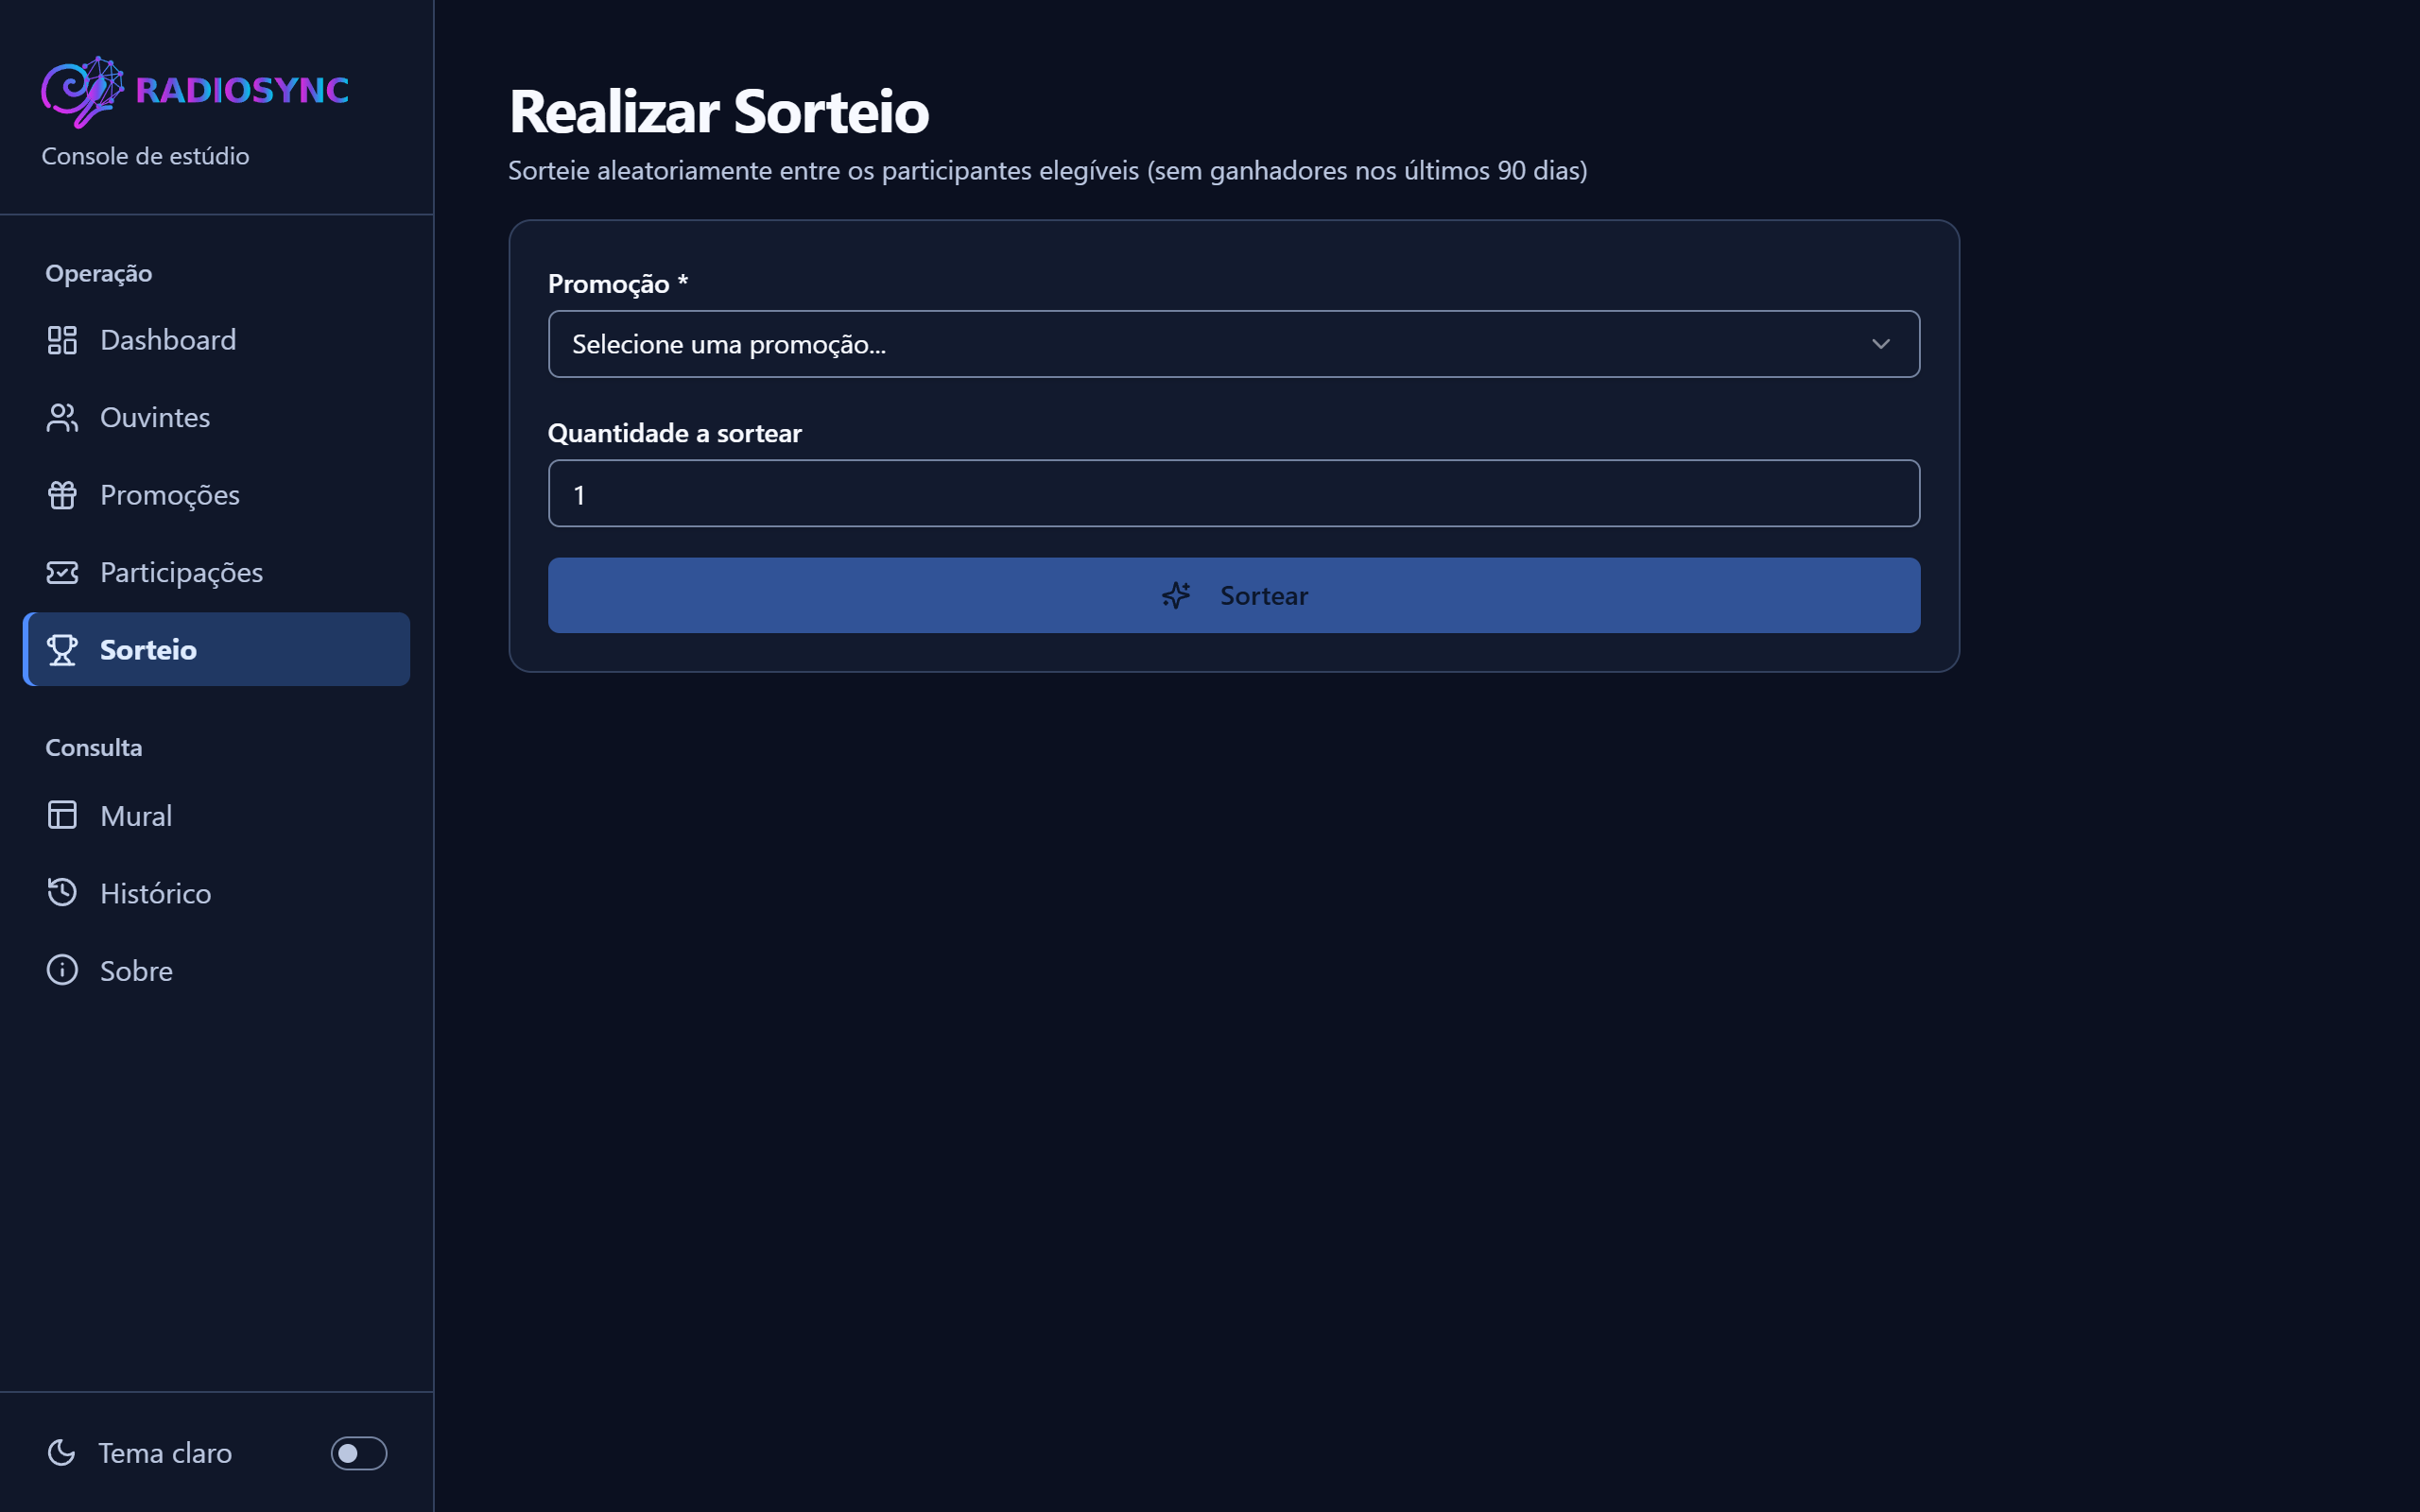 RADIOSYNC
Console de estúdio
Operação
Dashboard
Ouvintes
Promoções
Participações
Sorteio
Consulta
Mural
Histórico
Sobre
Tema claro
Realizar Sorteio
Sorteie aleatoriamente entre os participantes elegíveis (sem ganhadores nos últimos 90 dias)
Promoção *
Selecione uma promoção...
Quantidade a sortear
1
Sortear